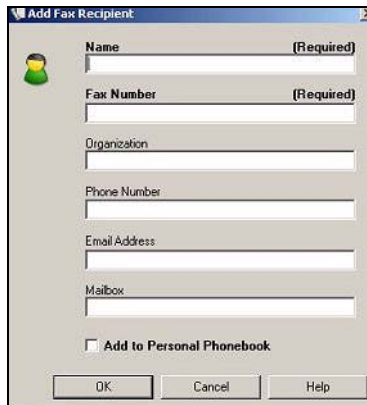 Add Fax Recipient
Name (Required)
Fax Number (Required)
Organization
Phone Number
Email Address
Mailbox
Add to Personal Phonebook
OK Cancel Help